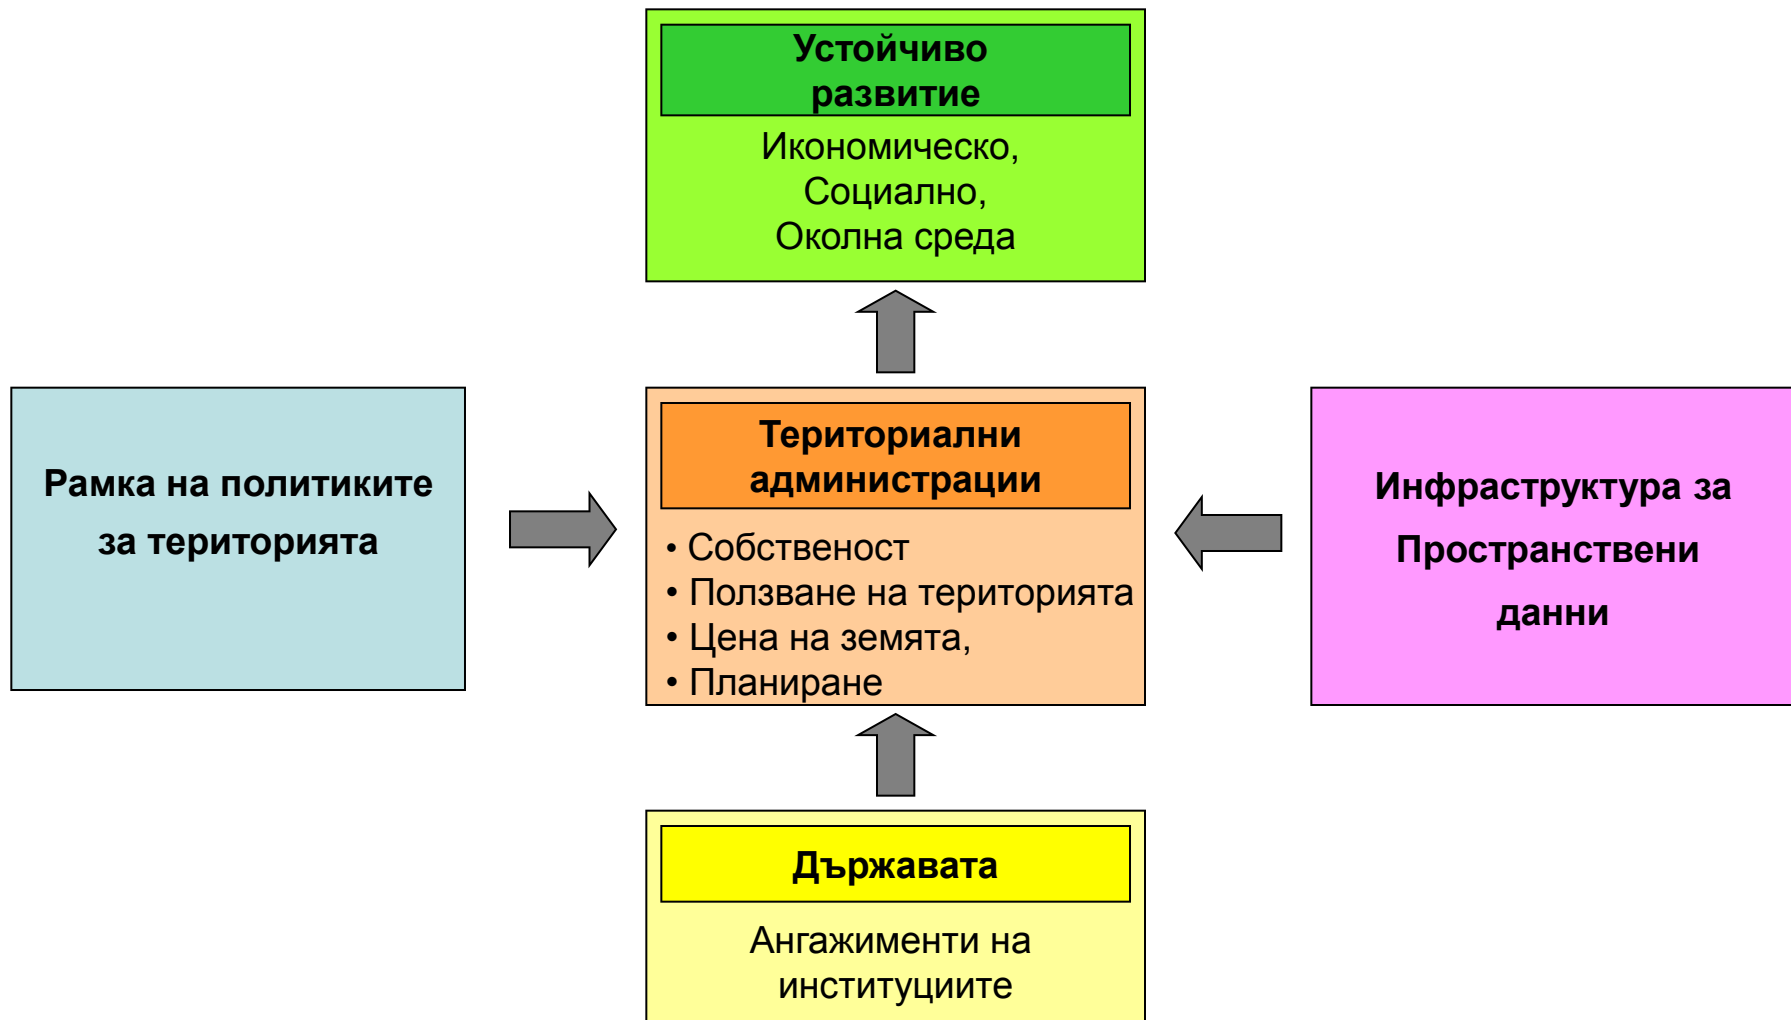 Устойчиво
развитие
Икономическо,
Социално,
Околна среда
Рамка на политиките
за територията
Териториални
администрации
• Собственост
• Ползване на територията
• Цена на земята,
• Планиране
Инфраструктура за
Пространствени
данни
Държавата
Ангажименти на
институциите